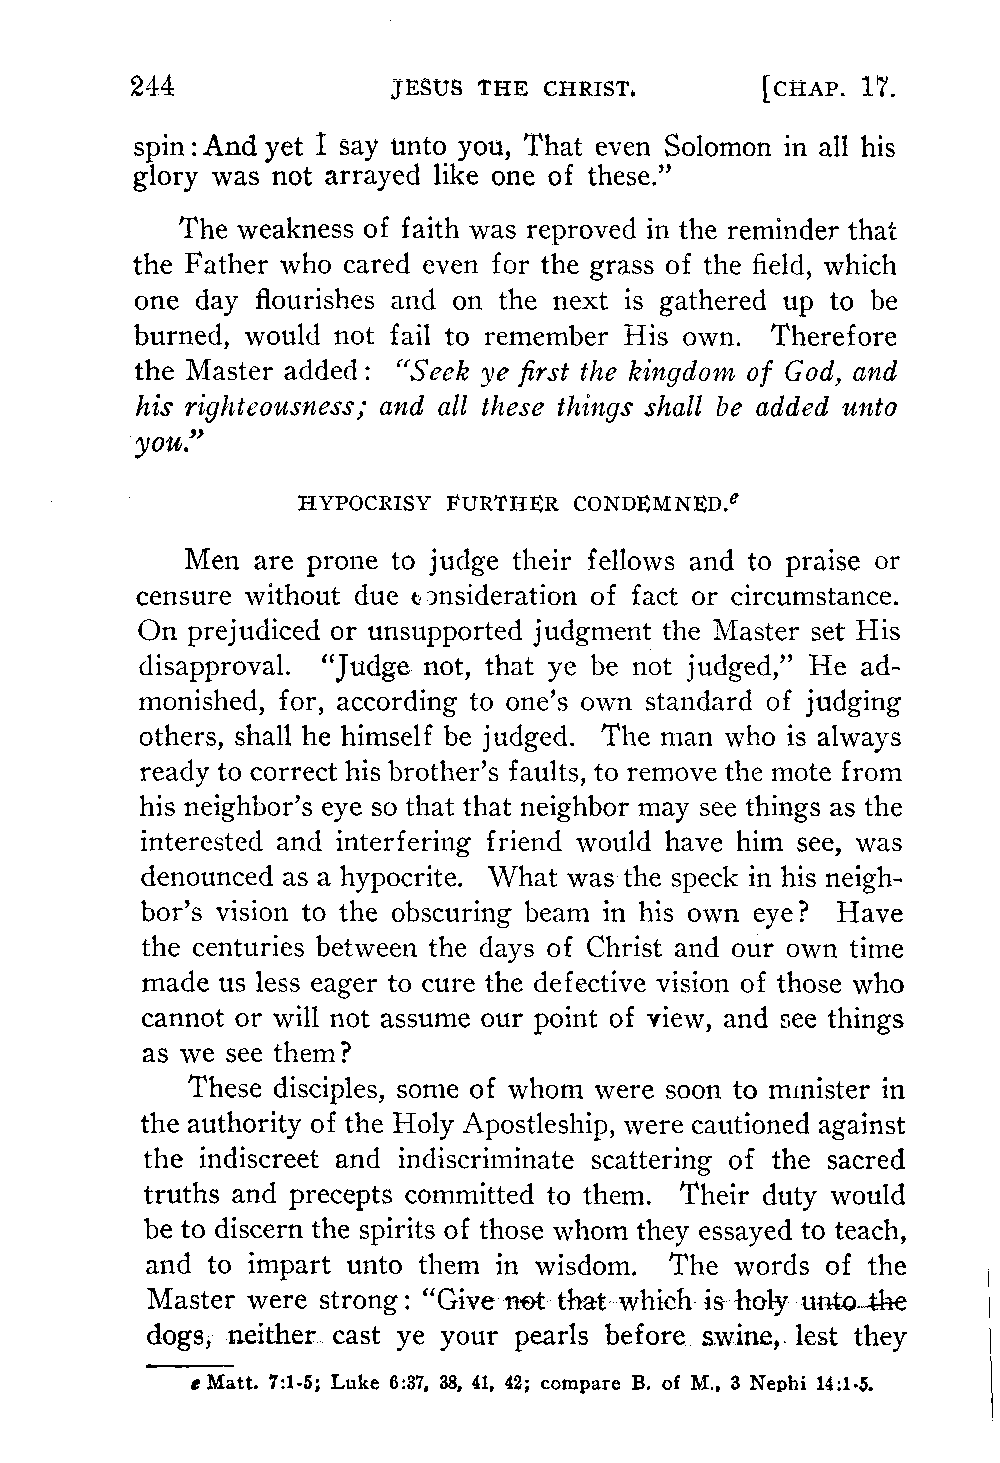 244 JESUS THE CHRIST. [CHAP. 17.
spin: And yet I say unto you, That even Solomon in all his
glory was not arrayed like one of these.”
The weakness of faith was reproved in the reminder that
the Father who cared even for the grass of the field, which
one day flourishes and on the next is gathered up to be
burned, would not fail to remember His own. Therefore
the Master added: “Seek ye first the kingdom of God, and
his righteousness; and all these things shall be added unto
you.”
HYPOCRISY FURTHER CONDEMNED.e
Men are prone to judge their fellows and to praise or
censure without due consideration of fact or circumstance.
On prejudiced or unsupported judgment the Master set His
disapproval. “Judge not, that ye be not judged,” He ad-
monished, for, according to one’s own standard of judging
others, shall he himself be judged. The man who is always
ready to correct his brother’s faults, to remove the mote from
his neighbor’s eye so that that neighbor may see things as the
interested and interfering friend would have him see, was
denounced as a hypocrite. What was the speck in his neigh-
bor’s vision to the obscuring beam in his own eye? Have
the centuries between the days of Christ and our own time
made us less eager to cure the defective vision of those who
cannot or will not assume our point of view, and see things
as we see them?
These disciples, some of whom were soon to minister in
the authority of the Holy Apostleship, were cautioned against
the indiscreet and indiscriminate scattering of the sacred
truths and precepts committed to them. Their duty would
be to discern the spirits of those whom they essayed to teach,
and to impart unto them in wisdom. The words of the
Master were strong: “Give not that which is holy unto the
dogs, neither cast ye your pearls before swine, lest they
e Matt. 7:1-5; Luke 6:37, 38, 41, 42; compare B. of M., 3 Nephi 14:1-5.